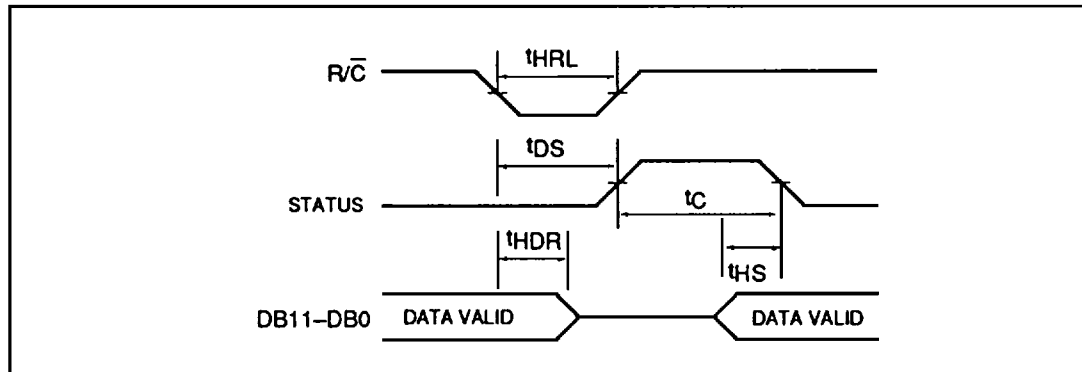 tHRL
R/C̅
tDS
STATUS
tC
tHDR
tHS
DB11–DB0 DATA VALID DATA VALID